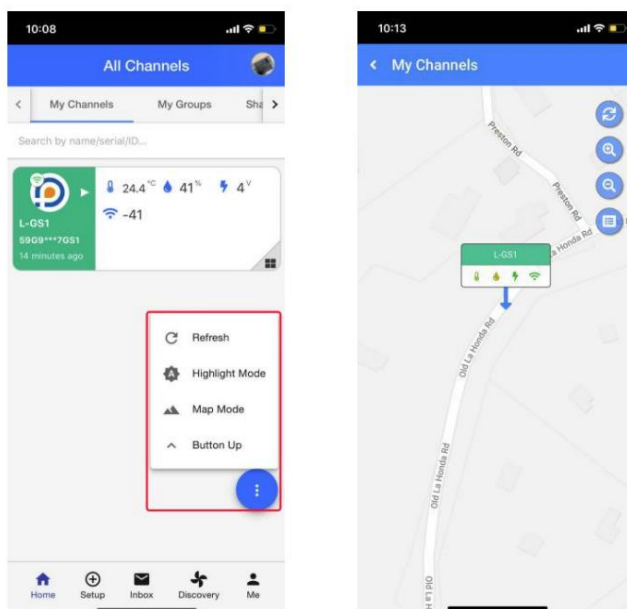 10:08
All Channels
My Channels My Groups Sha
Search by name/serial/ID...
24.4 °C 41 % 4 V
-41
L-GS1
59G9***7GS1
14 minutes ago
Refresh
Highlight Mode
Map Mode
Button Up
Home Setup Inbox Discovery Me
10:13
My Channels
Preston Rd
Preston Rd
a Honda Rd
L-GS1
Old La Honda Rd
Old La Honda Rd
Old La H